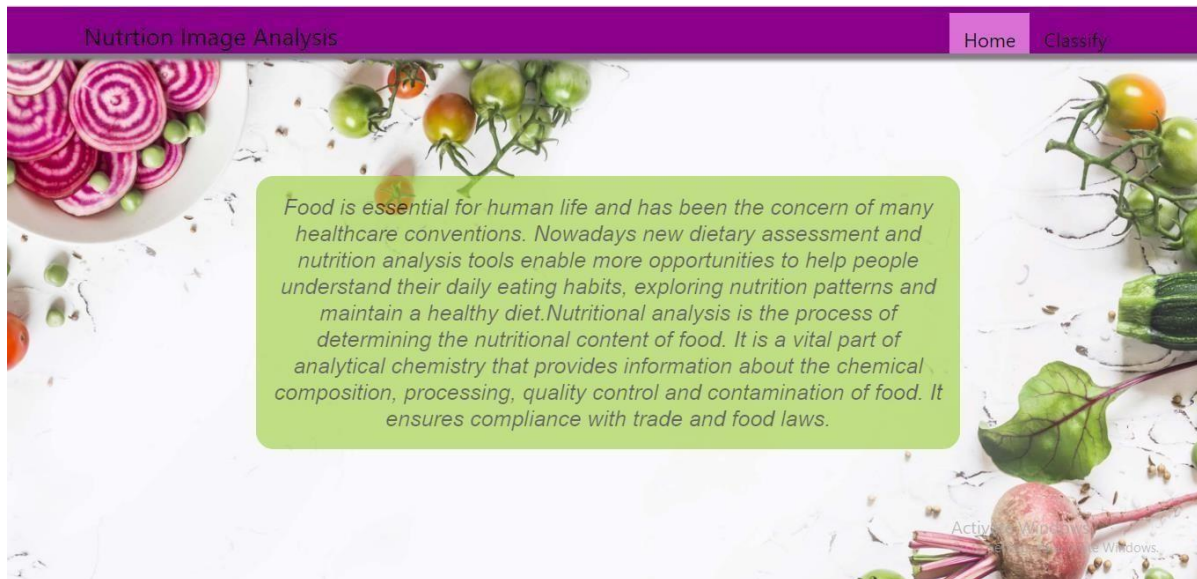 Nutrtion Image Analysis
Home Classify
Food is essential for human life and has been the concern of many
healthcare conventions. Nowadays new dietary assessment and
nutrition analysis tools enable more opportunities to help people
understand their daily eating habits, exploring nutrition patterns and
maintain a healthy diet.Nutritional analysis is the process of
determining the nutritional content of food. It is a vital part of
analytical chemistry that provides information about the chemical
composition, processing, quality control and contamination of food. It
ensures compliance with trade and food laws.
Activate Windows
Windows.